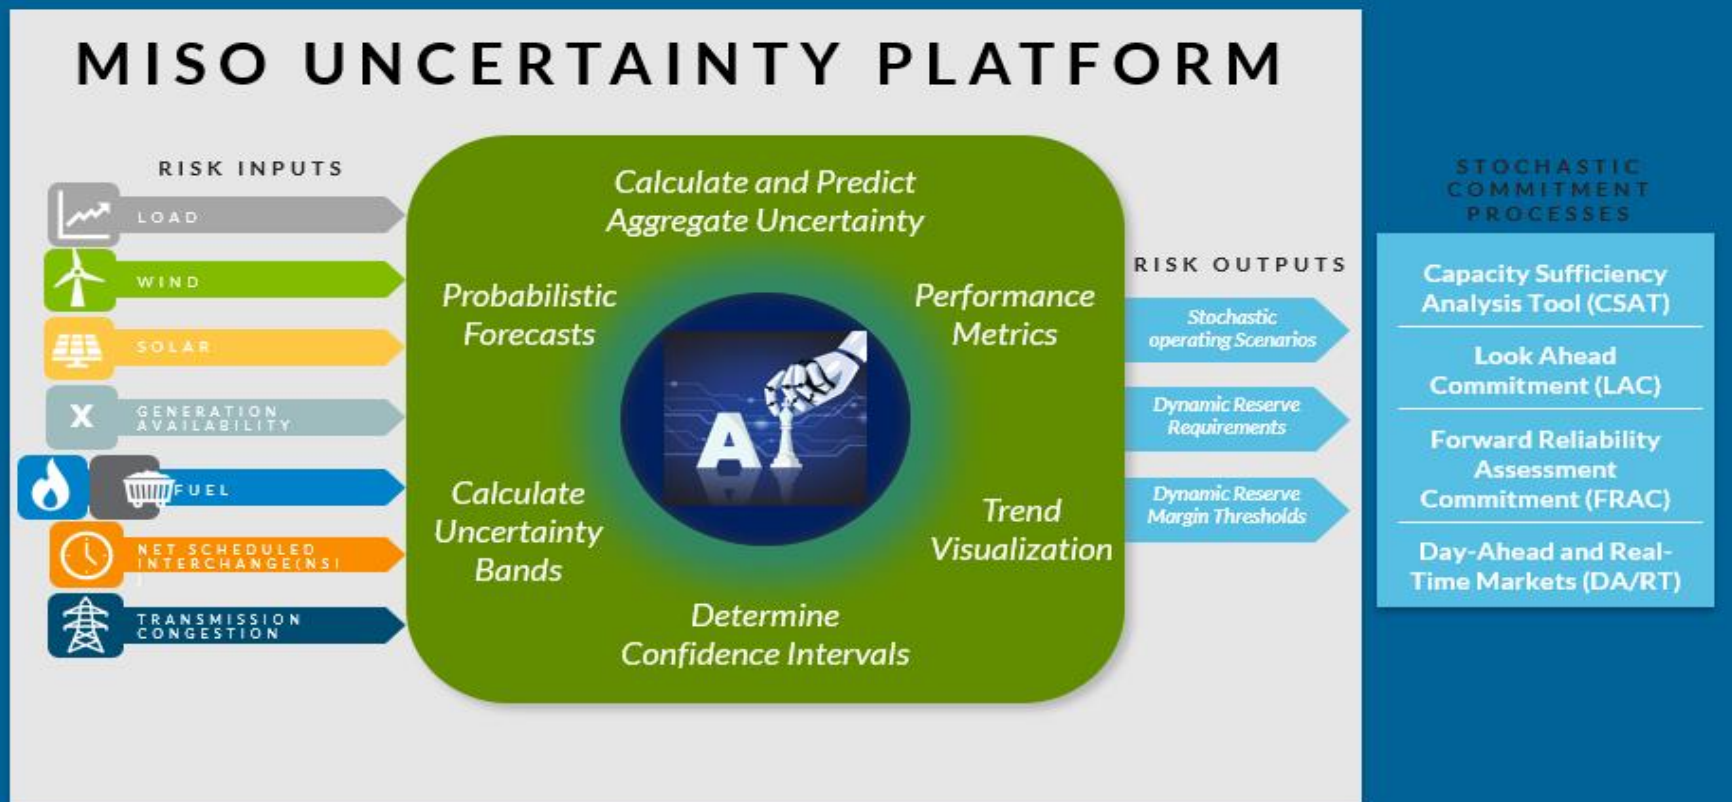 MISO UNCERTAINTY PLATFORM
RISK INPUTS
LOAD
WIND
SOLAR
X
GENERATION
AVAILABILITY
FUEL
NET SCHEDULED
INTERCHANGE(NSI
)
TRANSMISSION
CONGESTION
Calculate and Predict
Aggregate Uncertainty
Probabilistic
Forecasts
Performance
Metrics
AI
Calculate
Uncertainty
Bands
Trend
Visualization
Determine
Confidence Intervals
RISK OUTPUTS
Stochastic
operating Scenarios
Dynamic Reserve
Requirements
Dynamic Reserve
Margin Thresholds
STOCHASTIC
COMMITMENT
PROCESSES
Capacity Sufficiency
Analysis Tool (CSAT)
Look Ahead
Commitment (LAC)
Forward Reliability
Assessment
Commitment (FRAC)
Day-Ahead and Real-
Time Markets (DA/RT)